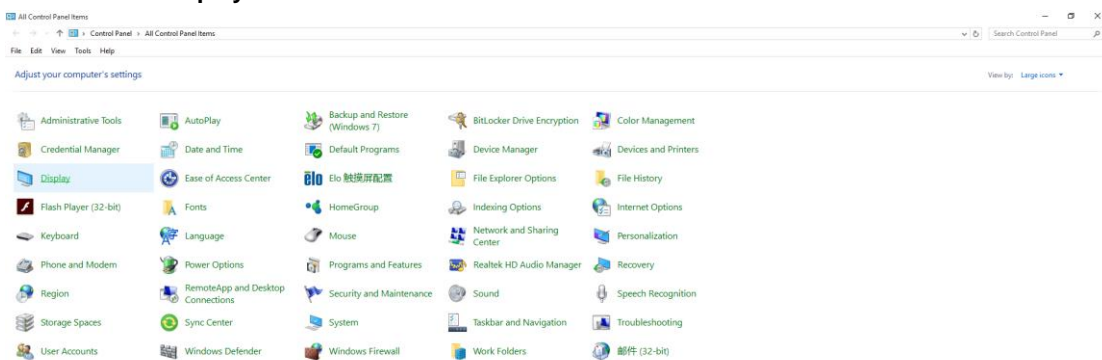 All Control Panel Items
Control Panel > All Control Panel Items
Search Control Panel
File Edit View Tools Help
Adjust your computer's settings
View by: Large icons
Administrative Tools
AutoPlay
Backup and Restore
(Windows 7)
BitLocker Drive Encryption
Color Management
Credential Manager
Date and Time
Default Programs
Device Manager
Devices and Printers
Display
Ease of Access Center
elo Elo 触摸屏配置
File Explorer Options
File History
Flash Player (32-bit)
Fonts
HomeGroup
Indexing Options
Internet Options
Keyboard
Language
Mouse
Network and Sharing
Center
Personalization
Phone and Modem
Power Options
Programs and Features
Realtek HD Audio Manager
Recovery
Region
RemoteApp and Desktop
Connections
Security and Maintenance
Sound
Speech Recognition
Storage Spaces
Sync Center
System
Taskbar and Navigation
Troubleshooting
User Accounts
Windows Defender
Windows Firewall
Work Folders
邮件 (32-bit)